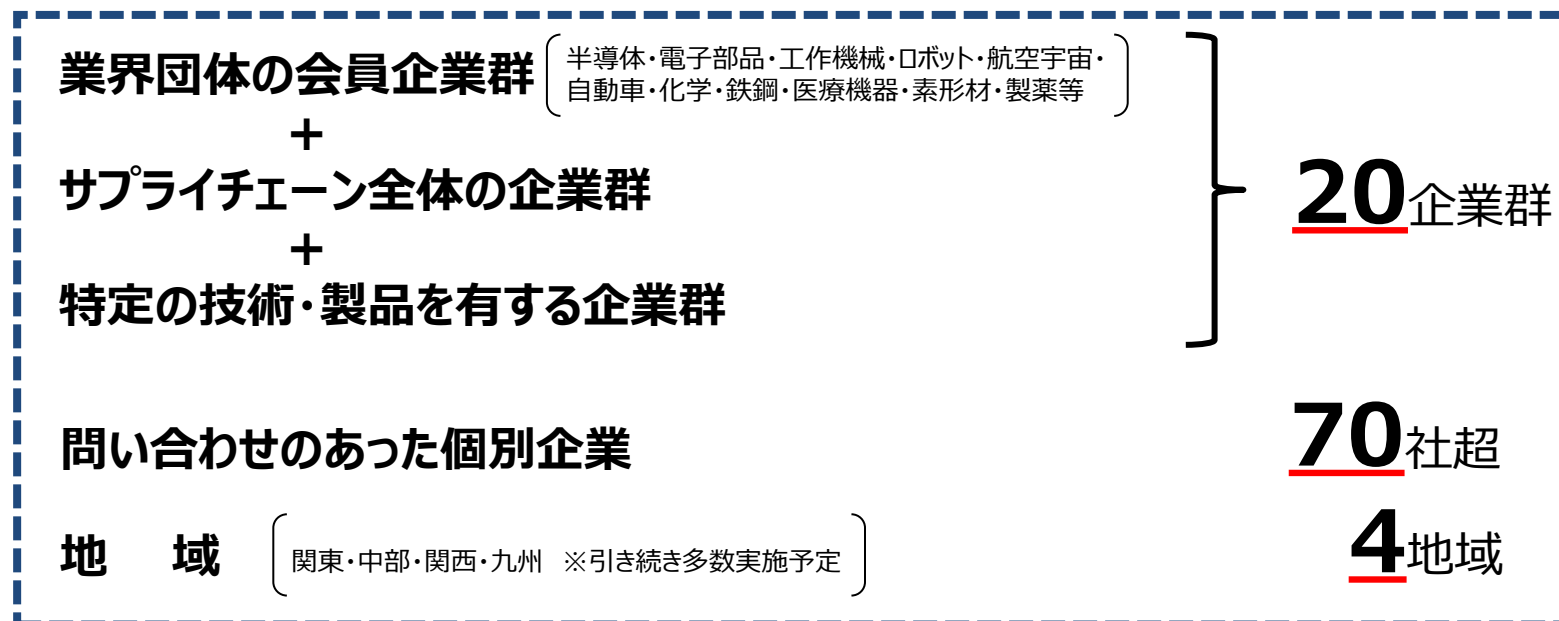 業界団体の会員企業群
半導体・電子部品・工作機械・ロボット・航空宇宙・
自動車・化学・鉄鋼・医療機器・素形材・製薬等
+
サプライチェーン全体の企業群
+
特定の技術・製品を有する企業群
20企業群
問い合わせのあった個別企業 70社超
地 域 関東・中部・関西・九州 ※引き続き多数実施予定 4地域